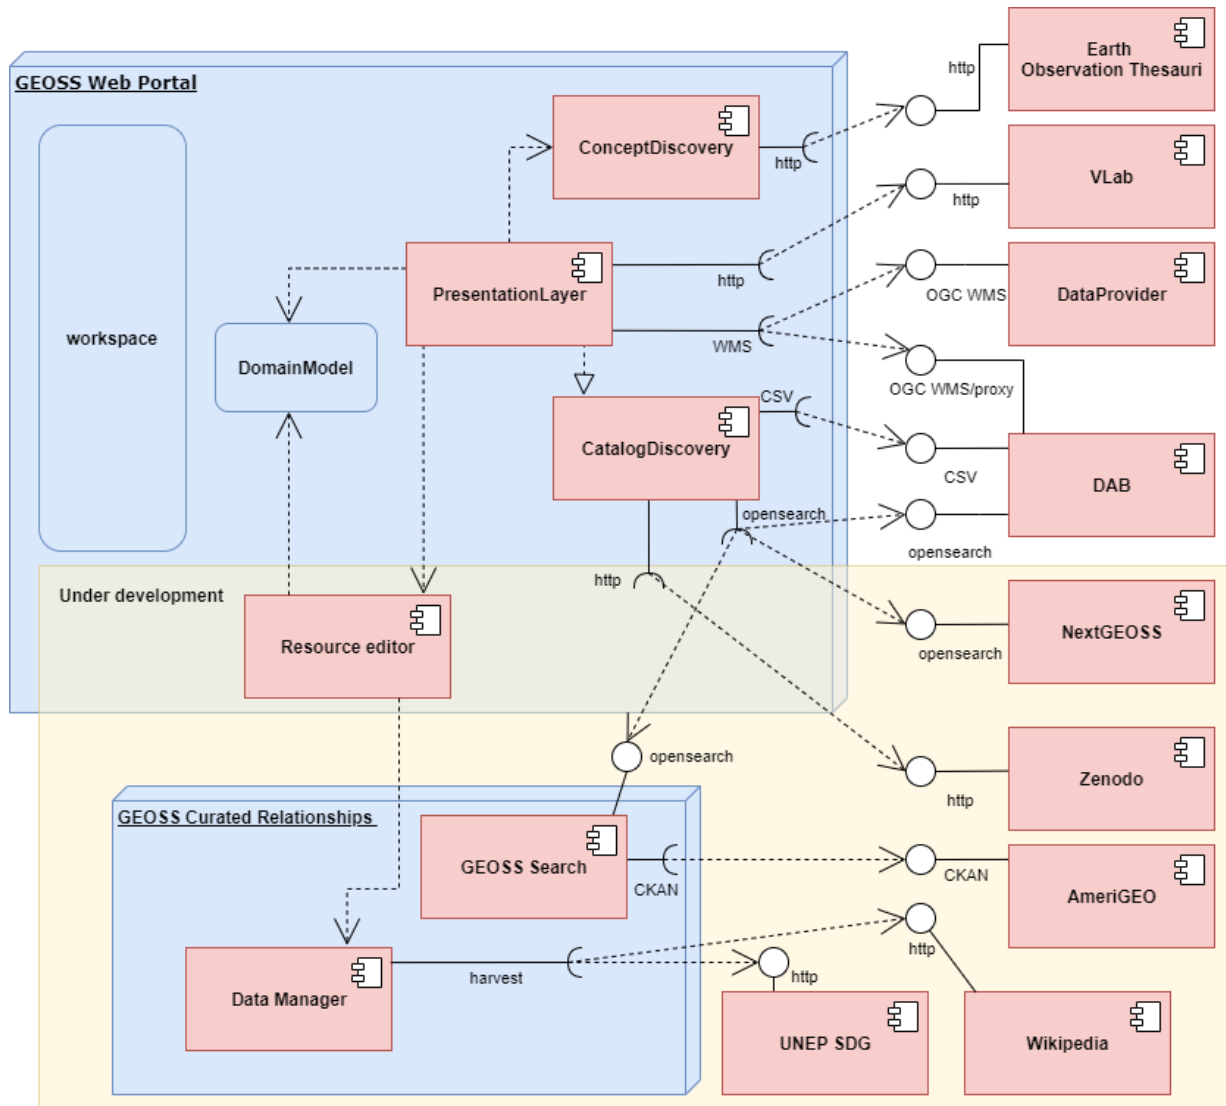 Earth
Observation Thesauri
http
GEOSS Web Portal
ConceptDiscovery
http
VLab
http
PresentationLayer
http
OGC WMS
DataProvider
workspace
DomainModel
WMS
OGC WMS/proxy
CSV
CatalogDiscovery
CSV
DAB
opensearch
opensearch
http
Under development
Resource editor
NextGEOSS
opensearch
opensearch
Zenodo
http
GEOSS Curated Relationships
GEOSS Search
CKAN
CKAN
AmeriGEO
http
harvest
http
Data Manager
UNEP SDG
Wikipedia